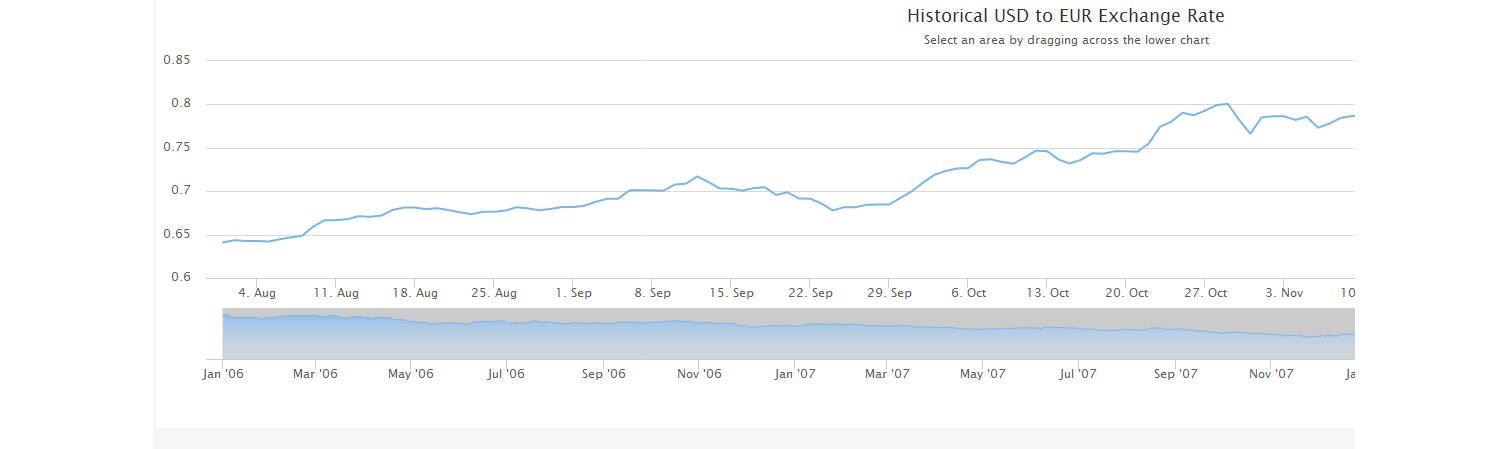 Historical USD to EUR Exchange Rate
Select an area by dragging across the lower chart
0.85
0.8
0.75
0.7
0.65
0.6
4. Aug 11. Aug 18. Aug 25. Aug 1. Sep 8. Sep 15. Sep 22. Sep 29. Sep 6. Oct 13. Oct 20. Oct 27. Oct 3. Nov 10
Jan '06 Mar '06 May '06 Jul '06 Sep '06 Nov '06 Jan '07 Mar '07 May '07 Jul '07 Sep '07 Nov '07 Ja